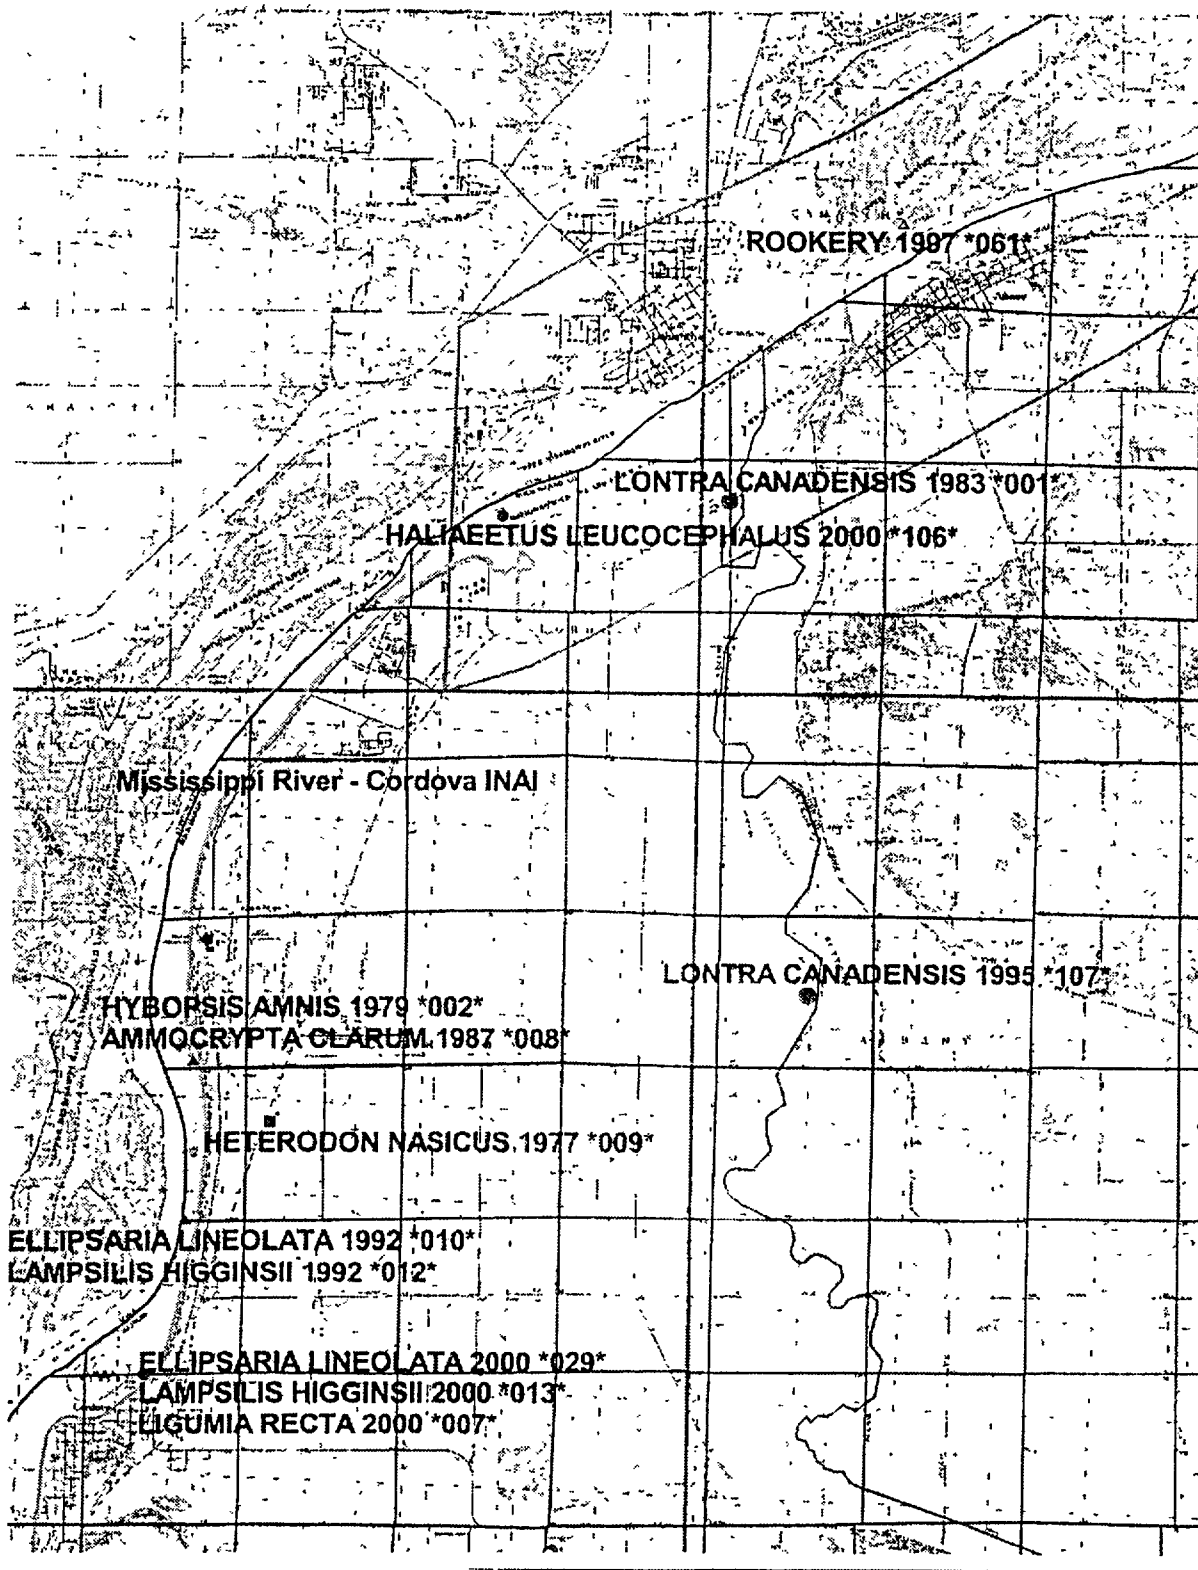 ROOKERY 1997 *061*
LONTRA CANADENSIS 1983 *001*
HALIAEETUS LEUCOCEPHALUS 2000 *106*
Mississippi River - Cordova INAI
LONTRA CANADENSIS 1995 *107*
HYBOPSIS AMNIS 1979 *002*
AMMOCRYPTA CLARUM 1987 *008*
HETERODON NASICUS 1977 *009*
ELLIPSARIA LINEOLATA 1992 *010*
LAMPSILIS HIGGINSII 1992 *012*
ELLIPSARIA LINEOLATA 2000 *029*
LAMPSILIS HIGGINSII 2000 *013*
LIGUMIA RECTA 2000 *007*